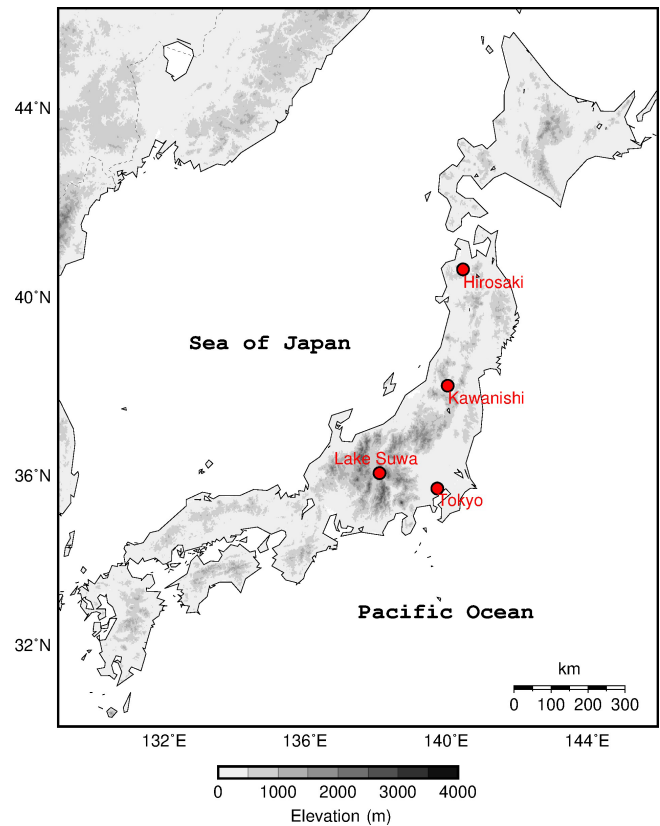 44°N
Hirosaki
40°N
Sea of Japan
Kawanishi
Lake Suwa
36°N
Tokyo
Pacific Ocean
32°N
km
0 100 200 300
132°E 136°E 140°E 144°E
0 1000 2000 3000 4000
Elevation (m)